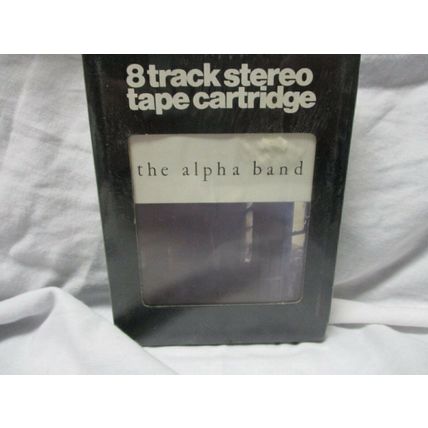 8 track stereo
tape cartridge
the alpha band